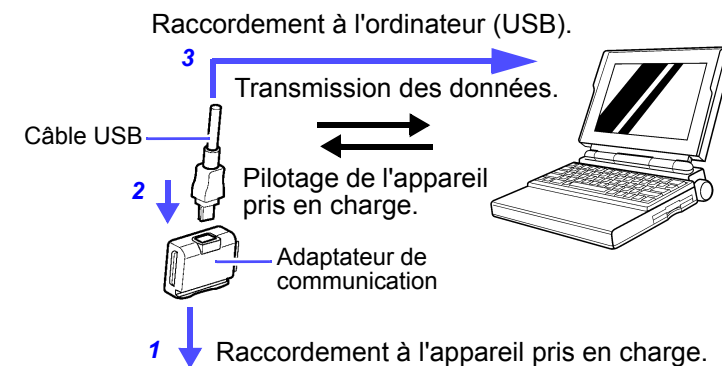 Raccordement à l'ordinateur (USB).
3
Transmission des données.
Câble USB
2
Pilotage de l'appareil
pris en charge.
Adaptateur de
communication
1
Raccordement à l'appareil pris en charge.